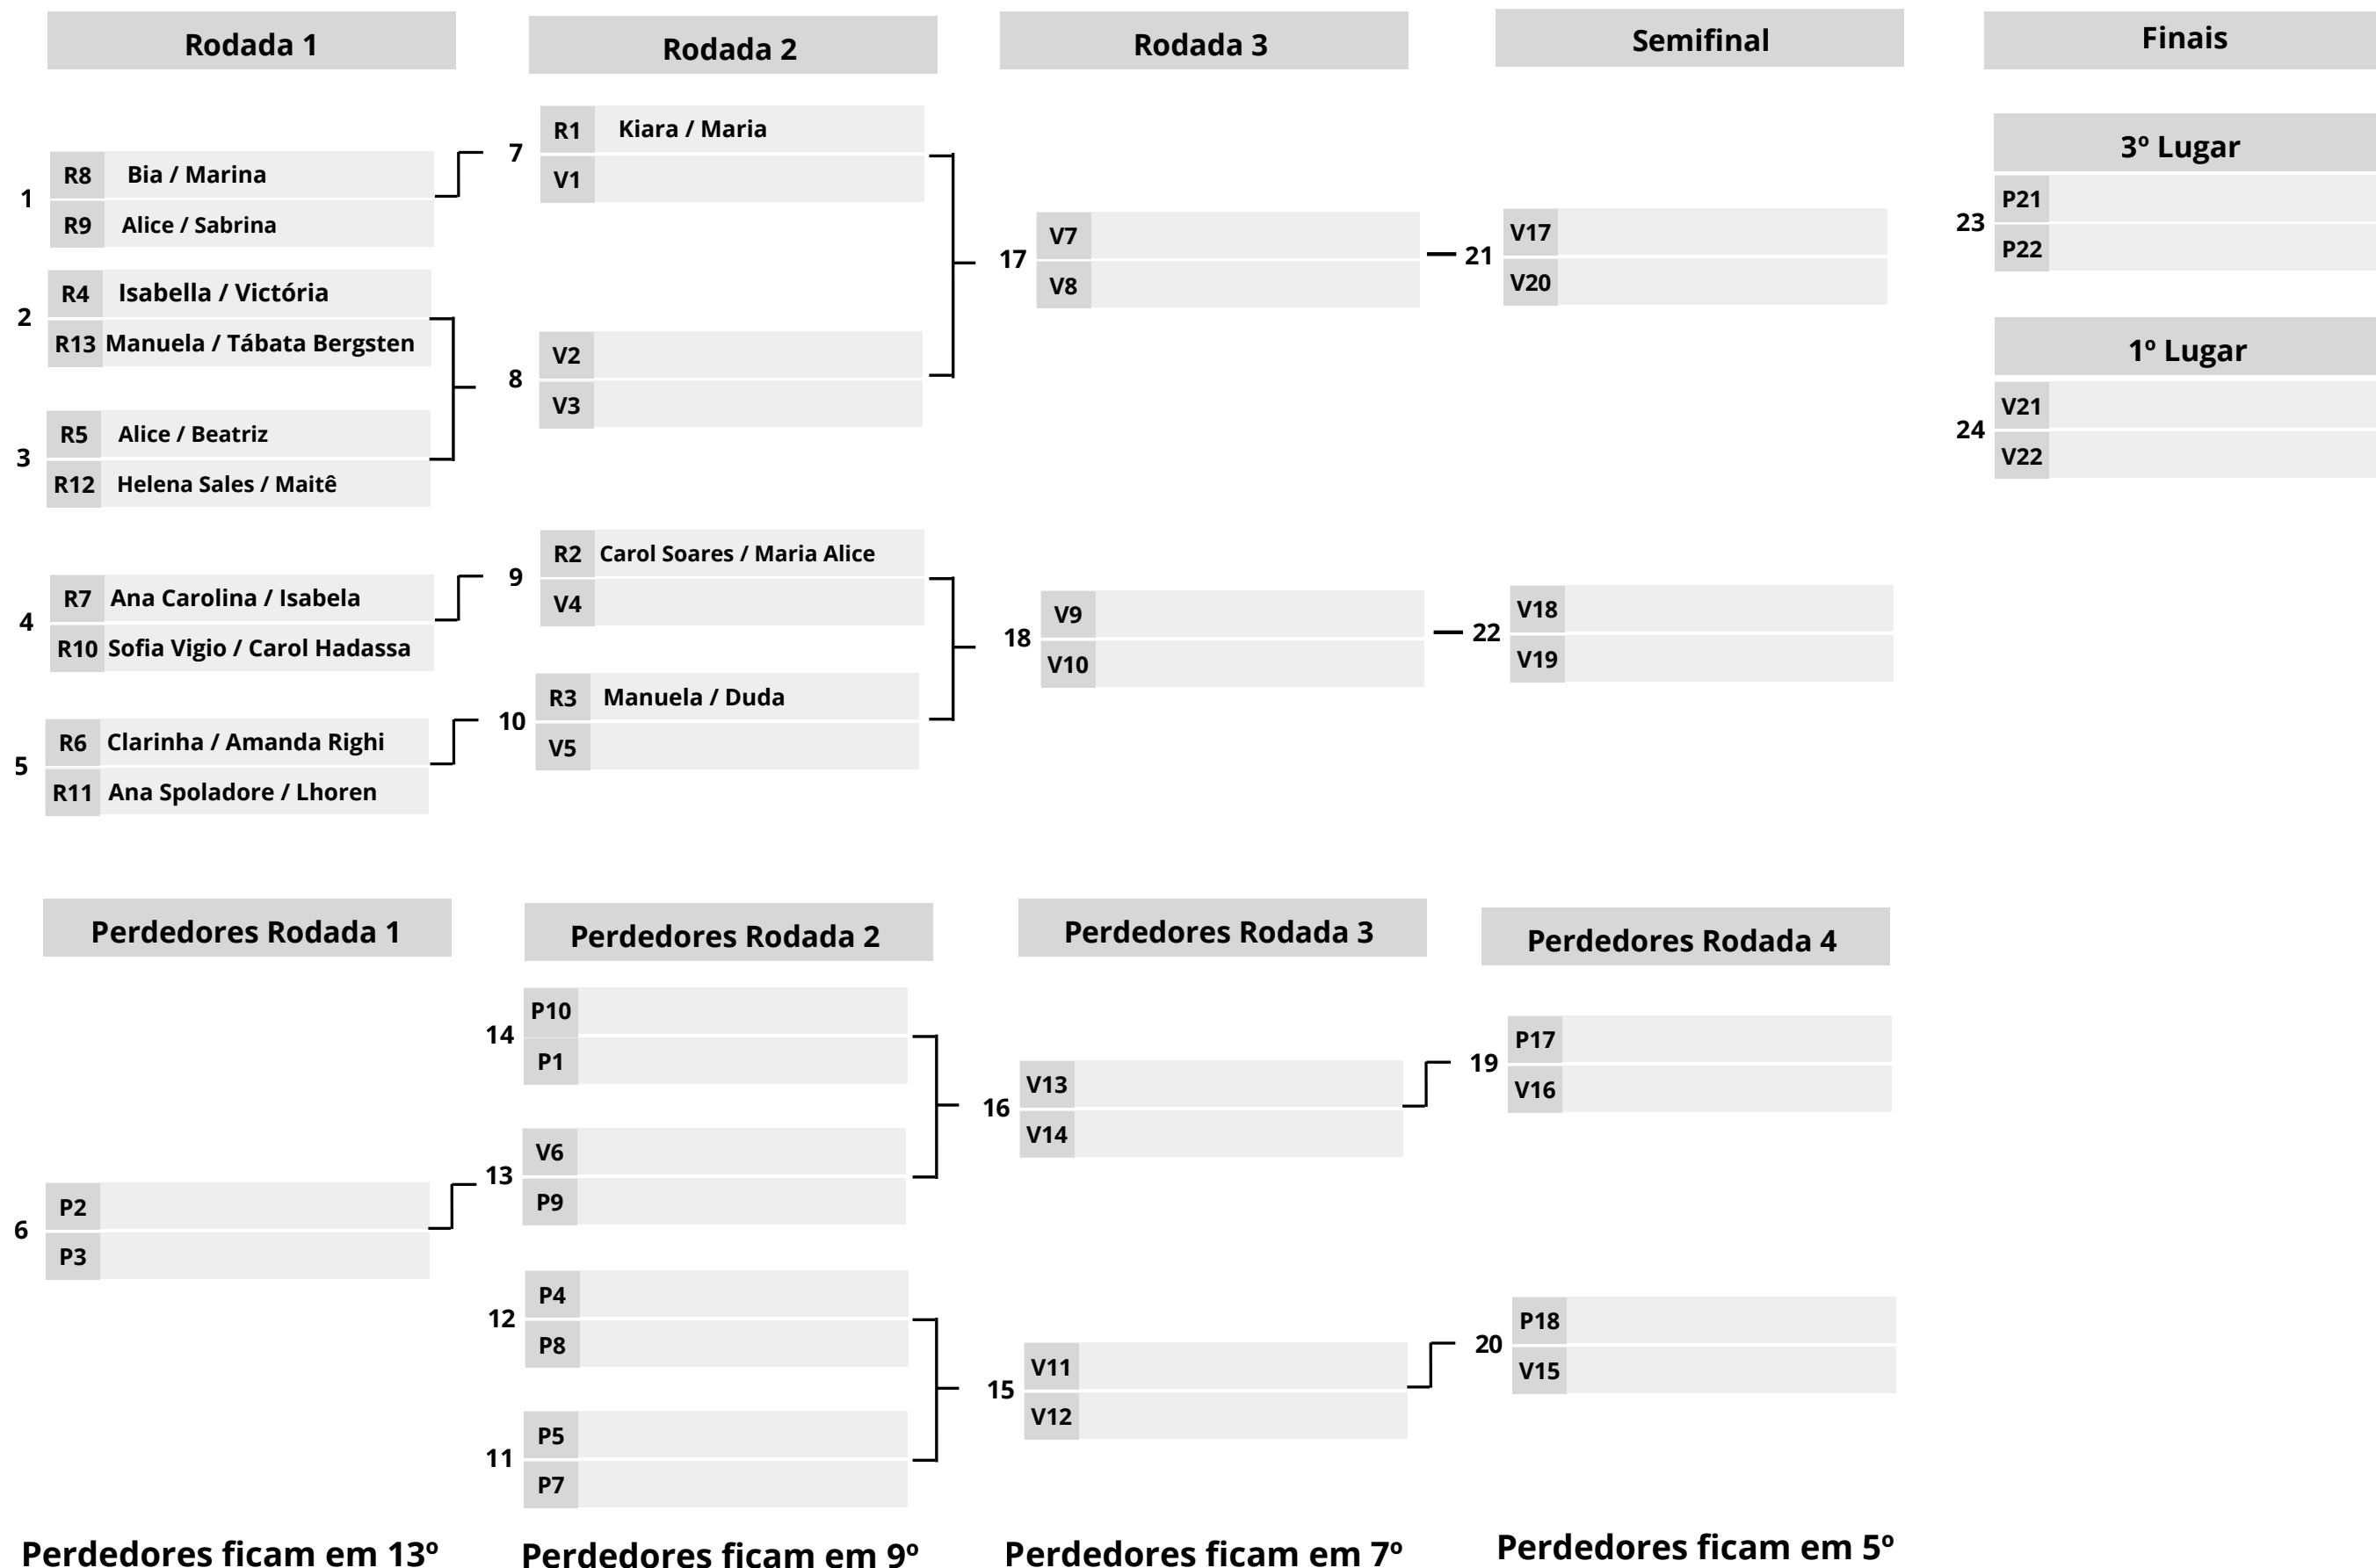 Rodada 1
Rodada 2
Rodada 3
Semifinal
Finais
1
R8 Bia / Marina
R9 Alice / Sabrina
2
R4 Isabella / Victória
R13 Manuela / Tábata Bergsten
3
R5 Alice / Beatriz
R12 Helena Sales / Maitê
4
R7 Ana Carolina / Isabela
R10 Sofia Vigio / Carol Hadassa
5
R6 Clarinha / Amanda Righi
R11 Ana Spoladore / Lhoren
7
R1 Kiara / Maria
V1
8
V2
V3
9
R2 Carol Soares / Maria Alice
V4
10
R3 Manuela / Duda
V5
17
V7
V8
18
V9
V10
21
V17
V20
22
V18
V19
3º Lugar
23
P21
P22
1º Lugar
24
V21
V22
Perdedores Rodada 1
Perdedores Rodada 2
Perdedores Rodada 3
Perdedores Rodada 4
6
P2
P3
14
P10
P1
13
V6
P9
12
P4
P8
11
P5
P7
16
V13
V14
15
V11
V12
19
P17
V16
20
P18
V15
Perdedores ficam em 13º
Perdedores ficam em 9º
Perdedores ficam em 7º
Perdedores ficam em 5º